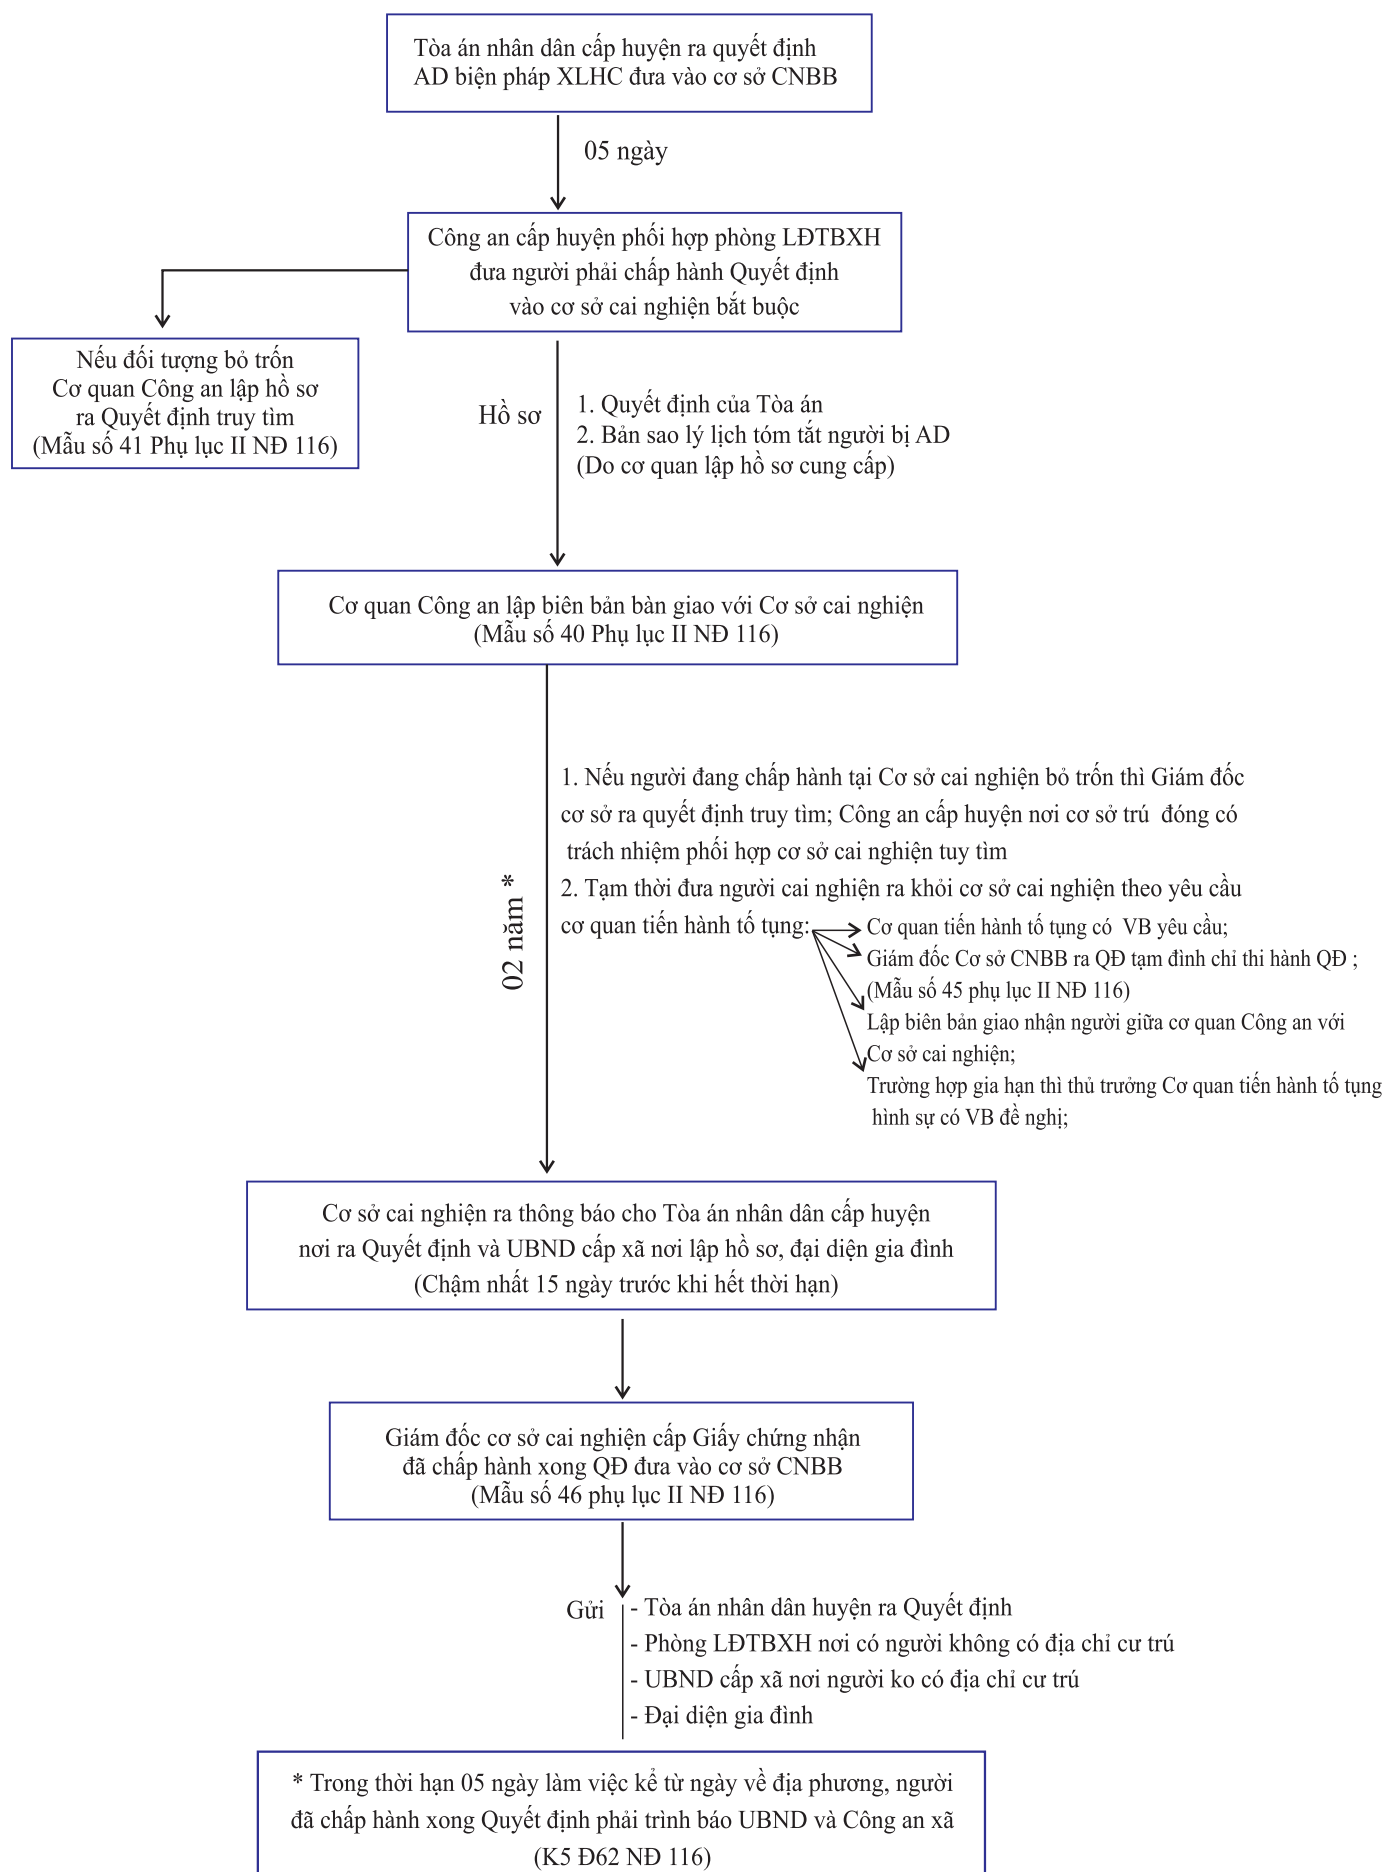 Tòa án nhân dân cấp huyện ra quyết định
AD biện pháp XLHC đưa vào cơ sở CNBB
05 ngày
Công an cấp huyện phối hợp phòng LĐTBXH
đưa người phải chấp hành Quyết định
vào cơ sở cai nghiện bắt buộc
Nếu đối tượng bỏ trốn
Cơ quan Công an lập hồ sơ
ra Quyết định truy tìm
(Mẫu số 41 Phụ lục II NĐ 116)
Hồ sơ
1. Quyết định của Tòa án
2. Bản sao lý lịch tóm tắt người bị AD
(Do cơ quan lập hồ sơ cung cấp)
Cơ quan Công an lập biên bản bàn giao với Cơ sở cai nghiện
(Mẫu số 40 Phụ lục II NĐ 116)
02 năm *
1. Nếu người đang chấp hành tại Cơ sở cai nghiện bỏ trốn thì Giám đốc
cơ sở ra quyết định truy tìm; Công an cấp huyện nơi cơ sở trú đóng có
trách nhiệm phối hợp cơ sở cai nghiện tuy tìm
2. Tạm thời đưa người cai nghiện ra khỏi cơ sở cai nghiện theo yêu cầu
cơ quan tiến hành tố tụng:
Cơ quan tiến hành tố tụng có VB yêu cầu;
Giám đốc Cơ sở CNBB ra QĐ tạm đình chỉ thi hành QĐ ;
(Mẫu số 45 phụ lục II NĐ 116)
Lập biên bản giao nhận người giữa cơ quan Công an với
Cơ sở cai nghiện;
Trường hợp gia hạn thì thủ trưởng Cơ quan tiến hành tố tụng
hình sự có VB đề nghị;
Cơ sở cai nghiện ra thông báo cho Tòa án nhân dân cấp huyện
nơi ra Quyết định và UBND cấp xã nơi lập hồ sơ, đại diện gia đình
(Chậm nhất 15 ngày trước khi hết thời hạn)
Giám đốc cơ sở cai nghiện cấp Giấy chứng nhận
đã chấp hành xong QĐ đưa vào cơ sở CNBB
(Mẫu số 46 phụ lục II NĐ 116)
Gửi
- Tòa án nhân dân huyện ra Quyết định
- Phòng LĐTBXH nơi có người không có địa chỉ cư trú
- UBND cấp xã nơi người ko có địa chỉ cư trú
- Đại diện gia đình
* Trong thời hạn 05 ngày làm việc kể từ ngày về địa phương, người
đã chấp hành xong Quyết định phải trình báo UBND và Công an xã
(K5 Đ62 NĐ 116)